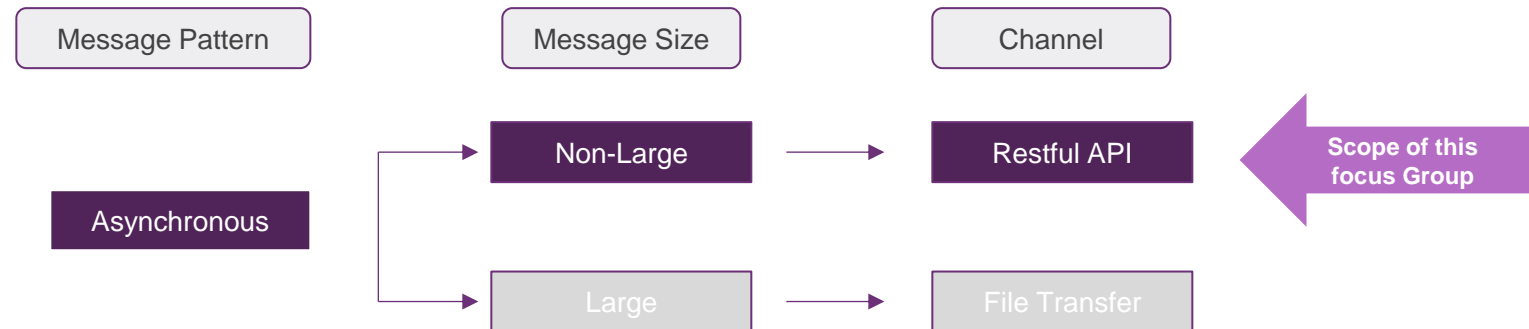 Message Pattern
Message Size
Channel
Non-Large
Restful API
Scope of this
focus Group
Asynchronous
Large
File Transfer